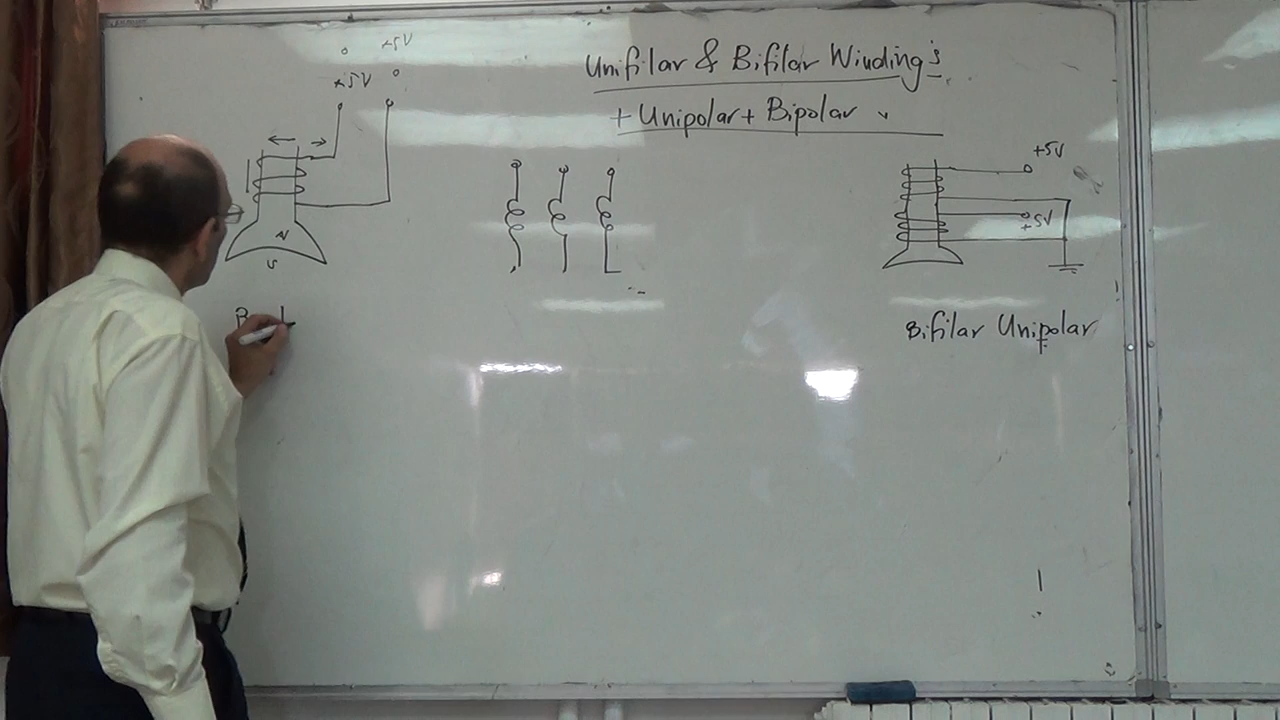 Unifilar & Bifilar Winding's
+ Unipolar + Bipolar
+5V
+5V
N
+5V
+5V
Bifilar Unipolar